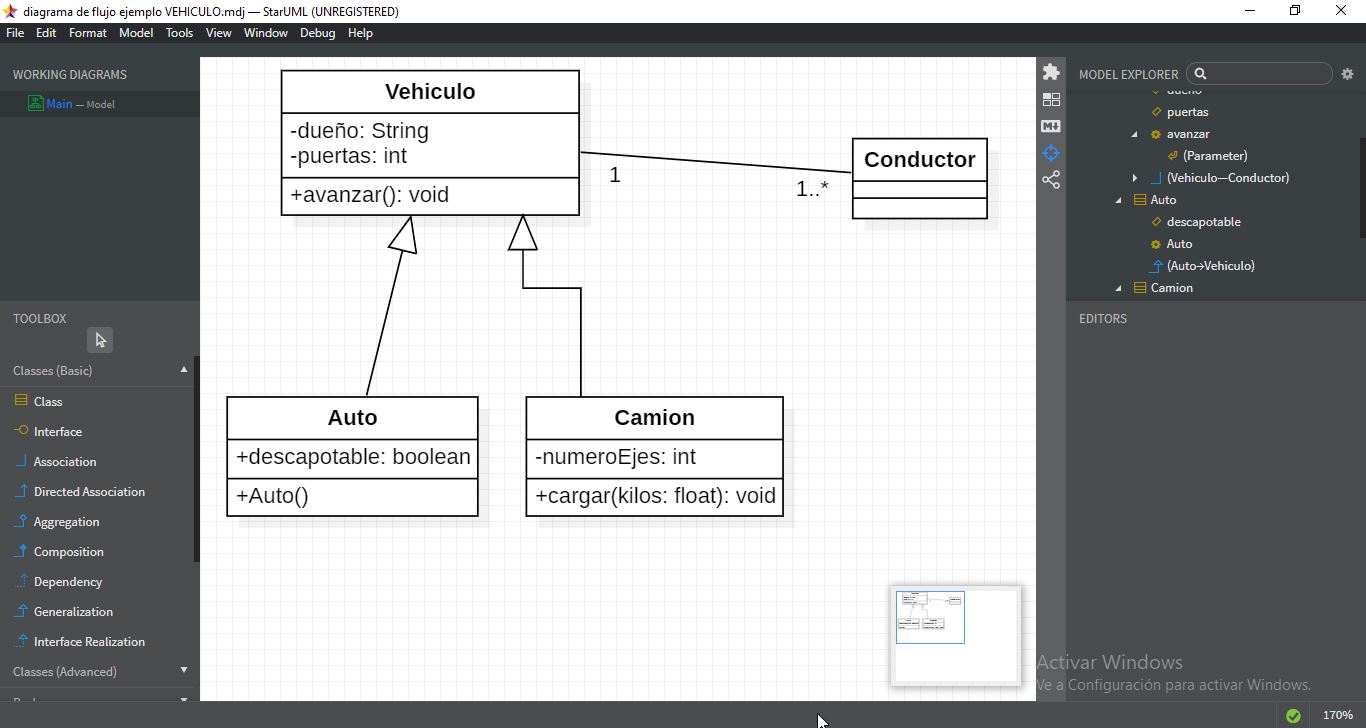 diagrama de flujo ejemplo VEHICULO.mdj — StarUML (UNREGISTERED)
File Edit Format Model Tools View Window Debug Help
WORKING DIAGRAMS
Main — Model
TOOLBOX
Classes (Basic)
Class
Interface
Association
Directed Association
Aggregation
Composition
Dependency
Generalization
Interface Realization
Classes (Advanced)
Vehiculo
-dueño: String
-puertas: int
+avanzar(): void
1
1..*
Conductor
Auto
+descapotable: boolean
+Auto()
Camion
-numeroEjes: int
+cargar(kilos: float): void
MODEL EXPLORER
dueño
puertas
avanzar
(Parameter)
(Vehiculo—Conductor)
Auto
descapotable
Auto
(Auto→Vehiculo)
Camion
EDITORS
Activar Windows
Ve a Configuración para activar Windows.
170%